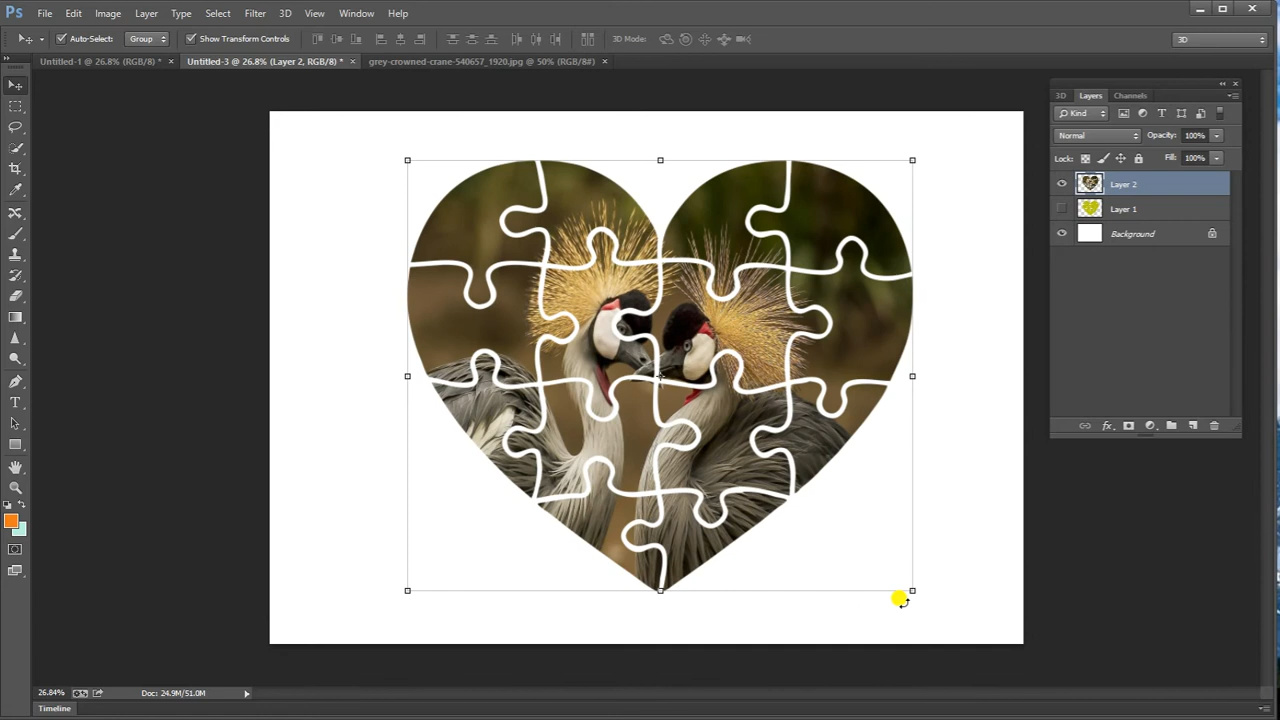 Ps File Edit Image Layer Type Select Filter 3D View Window Help
Auto-Select: Group Show Transform Controls 3D Mode: 3D
Untitled-1 @ 26.8% (RGB/8) * × Untitled-3 @ 26.8% (Layer 2, RGB/8) * × grey-crowned-crane-540657_1920.jpg @ 50% (RGB/8#) ×
3D Layers Channels
Kind
Normal Opacity: 100%
Lock: Fill: 100%
Layer 2
Layer 1
Background
fx
26.84% Doc: 24.9M/51.0M
Timeline